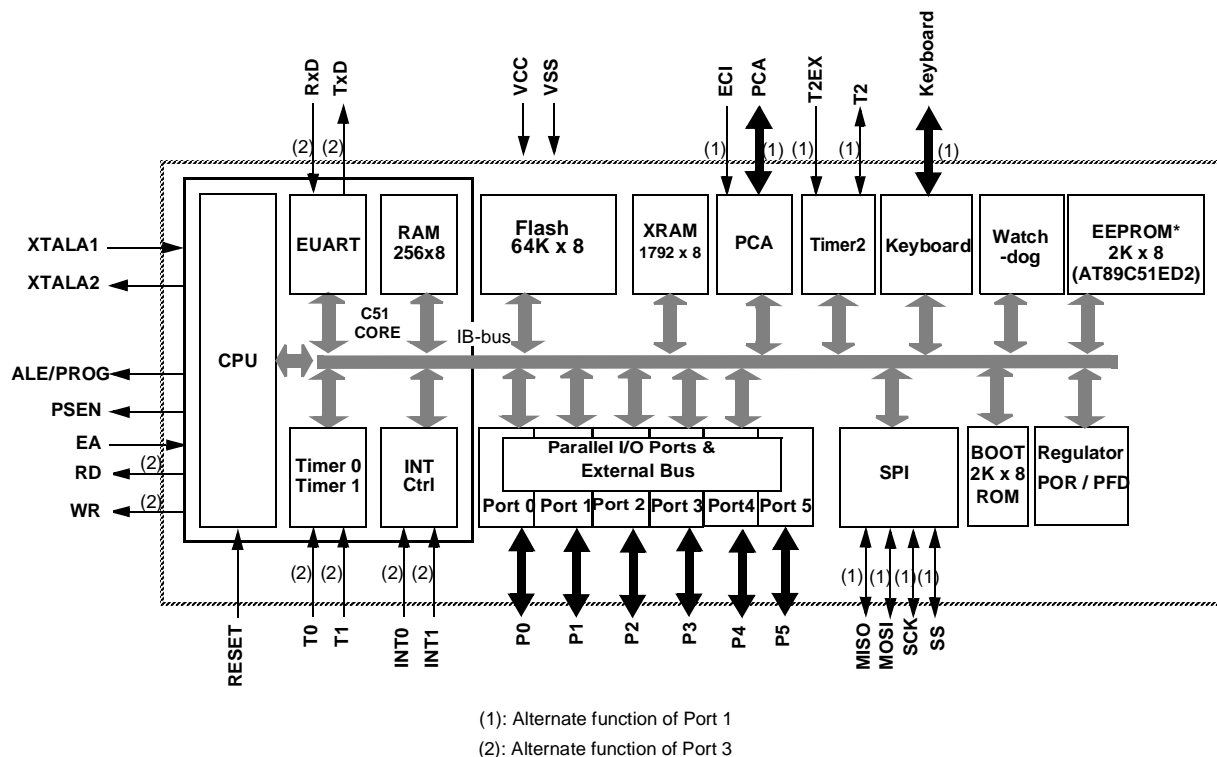 RxD
TxD
VCC
VSS
ECI
PCA
T2EX
T2
Keyboard
(2)
(2)
(1)
(1)
(1)
(1)
(1)
XTALA1
XTALA2
ALE/PROG
PSEN
EA
RD
(2)
WR
(2)
CPU
EUART
RAM
256x8
C51
CORE
IB-bus
Flash
64K x 8
XRAM
1792 x 8
PCA
Timer2
Keyboard
Watch
-dog
EEPROM*
2K x 8
(AT89C51ED2)
Timer 0
Timer 1
INT
Ctrl
Parallel I/O Ports &
External Bus
Port 0
Port 1
Port 2
Port 3
Port4
Port 5
SPI
BOOT
2K x 8
ROM
Regulator
POR / PFD
(2)
(2)
(2)
(2)
(1)
(1)
(1)
(1)
RESET
T0
T1
INT0
INT1
P0
P1
P2
P3
P4
P5
MISO
MOSI
SCK
SS
(1): Alternate function of Port 1
(2): Alternate function of Port 3